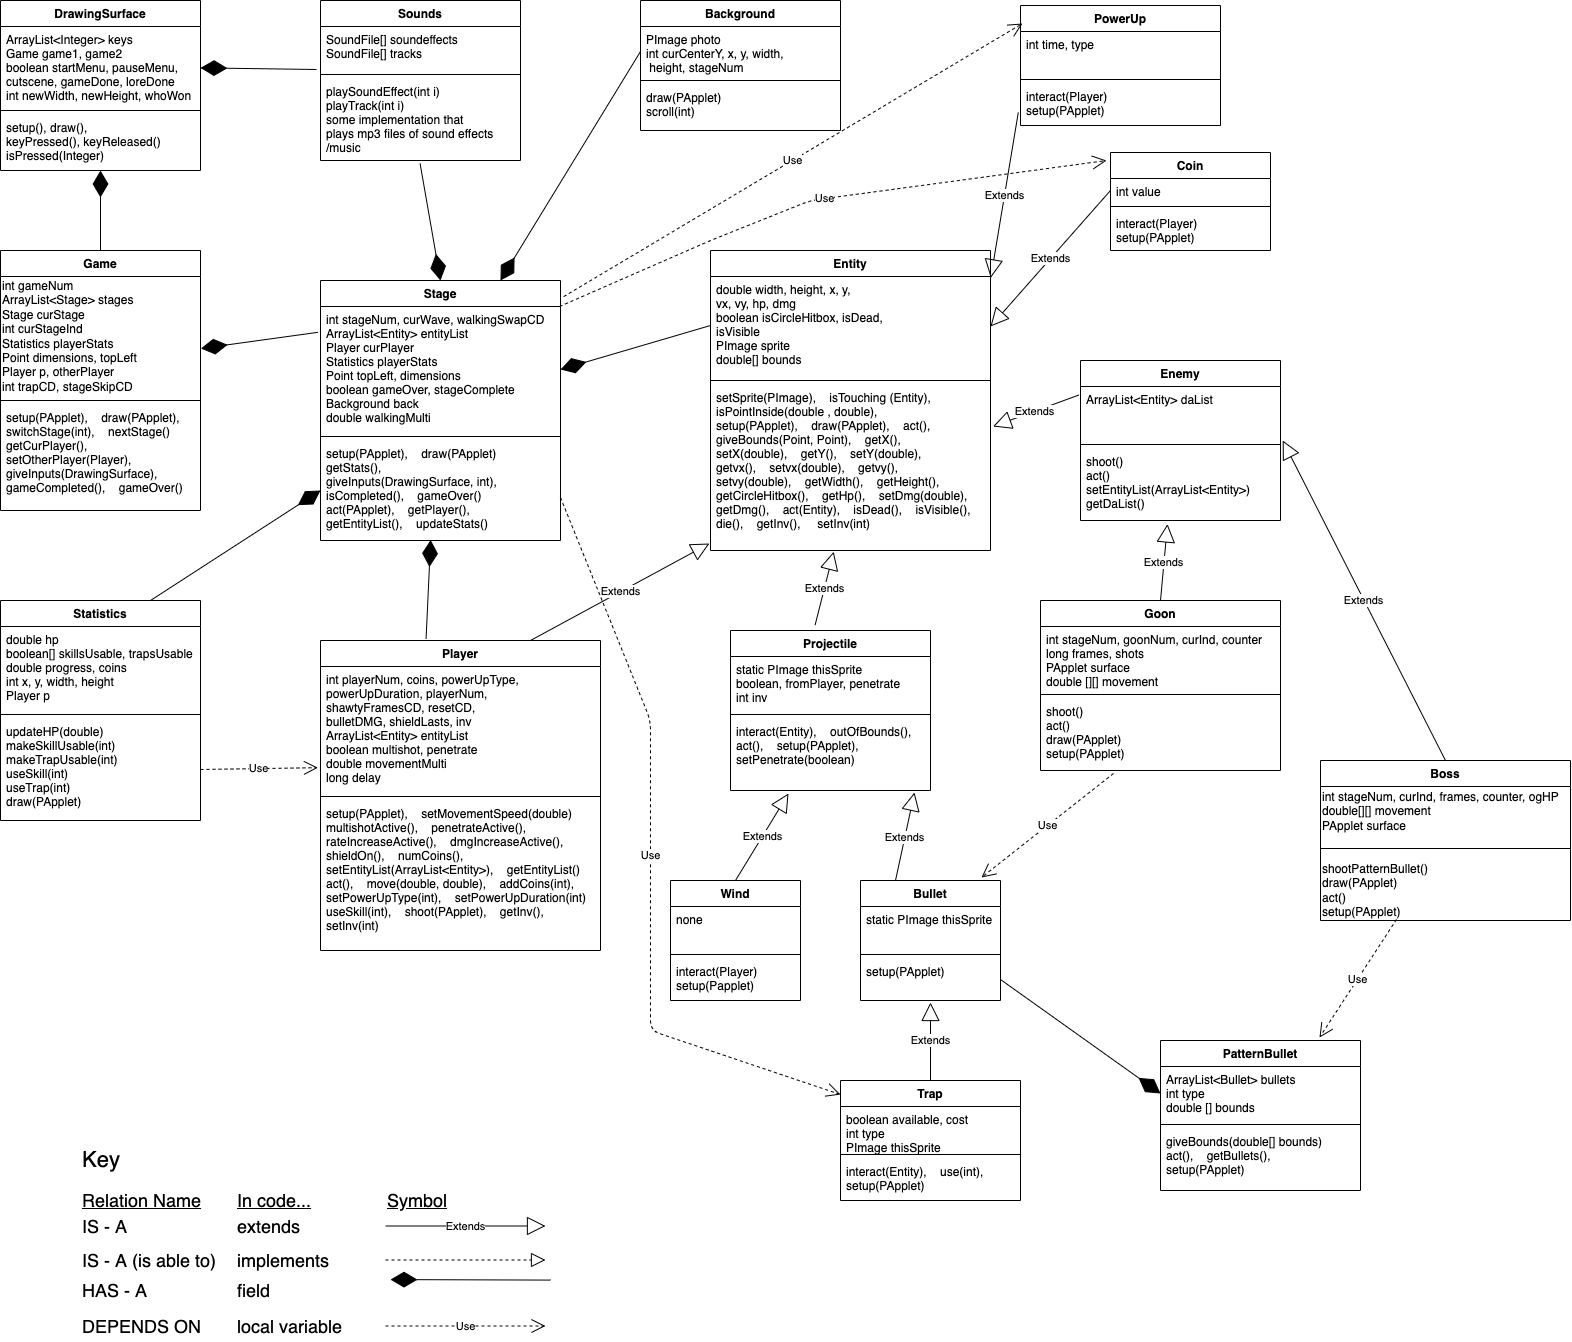 DrawingSurface
ArrayList<Integer> keys
Game game1, game2
boolean startMenu, pauseMenu,
cutscene, gameDone, loreDone
int newWidth, newHeight, whoWon
setup(), draw(),
keyPressed(), keyReleased()
isPressed(Integer)
Sounds
SoundFile[] soundeffects
SoundFile[] tracks
playSoundEffect(int i)
playTrack(int i)
some implementation that
plays mp3 files of sound effects
/music
Background
PImage photo
int curCenterY, x, y, width,
height, stageNum
draw(PApplet)
scroll(int)
PowerUp
int time, type
interact(Player)
setup(PApplet)
Use
Coin
int value
interact(Player)
setup(PApplet)
Use
Extends
Extends
Game
int gameNum
ArrayList<Stage> stages
Stage curStage
int curStageInd
Statistics playerStats
Point dimensions, topLeft
Player p, otherPlayer
int trapCD, stageSkipCD
setup(PApplet), draw(PApplet),
switchStage(int), nextStage()
getCurPlayer(),
setOtherPlayer(Player),
giveInputs(DrawingSurface),
gameCompleted(), gameOver()
Stage
int stageNum, curWave, walkingSwapCD
ArrayList<Entity> entityList
Player curPlayer
Statistics playerStats
Point topLeft, dimensions
boolean gameOver, stageComplete
Background back
double walkingMulti
setup(PApplet), draw(PApplet)
getStats(),
giveInputs(DrawingSurface, int),
isCompleted(), gameOver()
act(PApplet), getPlayer(),
getEntityList(), updateStats()
Entity
double width, height, x, y,
vx, vy, hp, dmg
boolean isCircleHitbox, isDead,
isVisible
PImage sprite
double[] bounds
setSprite(PImage), isTouching (Entity),
isPointInside(double , double),
setup(PApplet), draw(PApplet), act(),
giveBounds(Point, Point), getX(),
setX(double), getY(), setY(double),
getvx(), setvx(double), getvy(),
setvy(double), getWidth(), getHeight(),
getCircleHitbox(), getHp(), setDmg(double),
getDmg(), act(Entity), isDead(), isVisible(),
die(), getInv(), setInv(int)
Enemy
ArrayList<Entity> daList
shoot()
act()
setEntityList(ArrayList<Entity>)
getDaList()
Extends
Extends
Extends
Extends
Extends
Statistics
double hp
boolean[] skillsUsable, trapsUsable
double progress, coins
int x, y, width, height
Player p
updateHP(double)
makeSkillUsable(int)
makeTrapUsable(int)
useSkill(int)
useTrap(int)
draw(PApplet)
Use
Player
int playerNum, coins, powerUpType,
powerUpDuration, playerNum,
shawtyFramesCD, resetCD,
bulletDMG, shieldLasts, inv
ArrayList<Entity> entityList
boolean multishot, penetrate
double movementMulti
long delay
setup(PApplet), setMovementSpeed(double)
multishotActive(), penetrateActive(),
rateIncreaseActive(), dmgIncreaseActive(),
shieldOn(), numCoins(),
setEntityList(ArrayList<Entity>), getEntityList()
act(), move(double, double), addCoins(int),
setPowerUpType(int), setPowerUpDuration(int)
useSkill(int), shoot(PApplet), getInv(),
setInv(int)
Projectile
static PImage thisSprite
boolean, fromPlayer, penetrate
int inv
interact(Entity), outOfBounds(),
act(), setup(PApplet),
setPenetrate(boolean)
Goon
int stageNum, goonNum, curInd, counter
long frames, shots
PApplet surface
double [][] movement
shoot()
act()
draw(PApplet)
setup(PApplet)
Boss
int stageNum, curInd, frames, counter, ogHP
double[][] movement
PApplet surface
shootPatternBullet()
draw(PApplet)
act()
setup(PApplet)
Extends
Extends
Use
Use
Wind
none
interact(Player)
setup(Papplet)
Bullet
static PImage thisSprite
setup(PApplet)
Use
Extends
PatternBullet
ArrayList<Bullet> bullets
int type
double [] bounds
giveBounds(double[] bounds)
act(), getBullets(),
setup(PApplet)
Trap
boolean available, cost
int type
PImage thisSprite
interact(Entity), use(int),
setup(PApplet)
Key
Relation Name In code... Symbol
IS - A extends Extends
IS - A (is able to) implements
HAS - A field
DEPENDS ON local variable Use